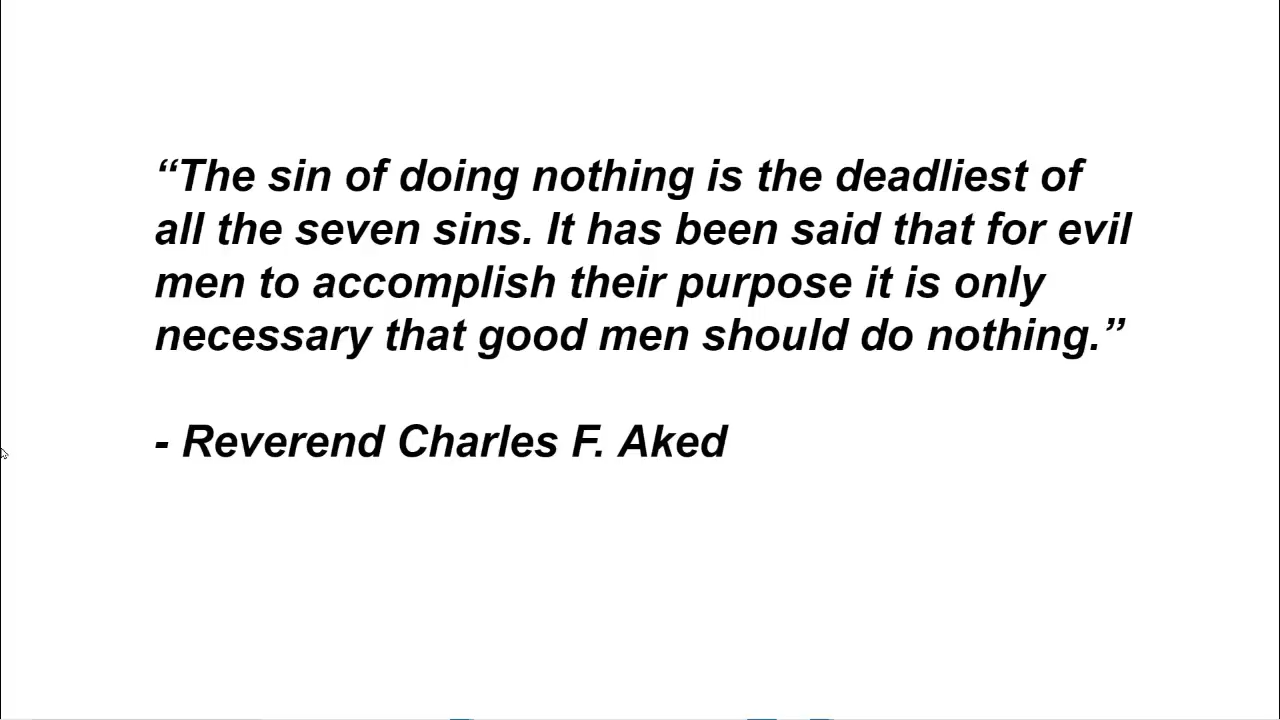 “The sin of doing nothing is the deadliest of
all the seven sins. It has been said that for evil
men to accomplish their purpose it is only
necessary that good men should do nothing.”
- Reverend Charles F. Aked